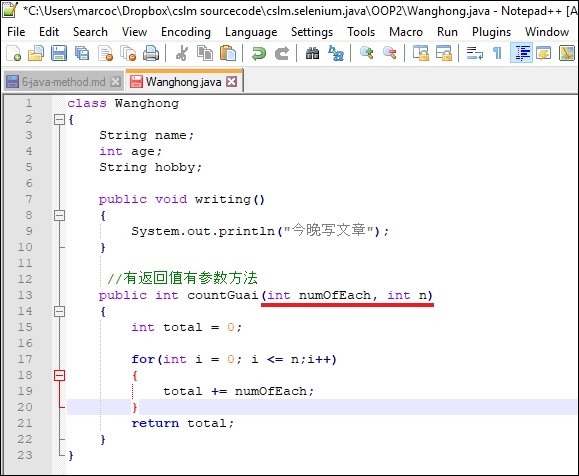 *C:\Users\marcoc\Dropbox\cslm sourcecode\cslm.selenium.java\OOP2\Wanghong.java - Notepad++ [A
File Edit Search View Encoding Language Settings Macro Run Plugins Window
6-java-method.md Wanghong.java
1 class Wanghong
2 {
3 String name;
4 int age;
5 String hobby;
6
7 public void writing()
8 {
9 System.out.println("今晚写文章");
10 }
11
12 //有返回值有参数方法
13 public int countGuai(int numOfEach, int n)
14 {
15 int total = 0;
16
17 for(int i = 0; i <= n;i++)
18 {
19 total += numOfEach;
20 }
21 return total;
22 }
23 }